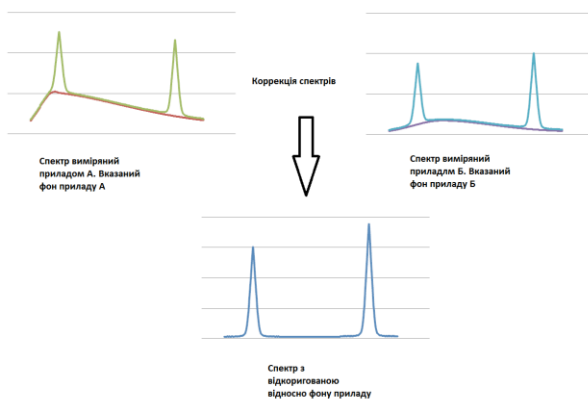 Коррекція спектрів
Спектр виміряний
приладом А. Вказаний
фон приладу А
Спектр виміряний
приладлм Б. Вказаний
фон приладу Б
Спектр з
відкоригованою
відносно фону приладу